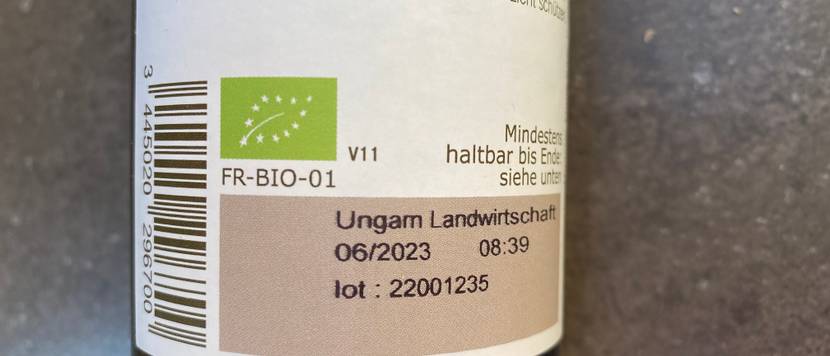 3 445020 296700
FR-BIO-01
V11
Mindestens
haltbar bis Ende:
siehe unten
Ungarn Landwirtschaft
06/2023 08:39
lot : 22001235